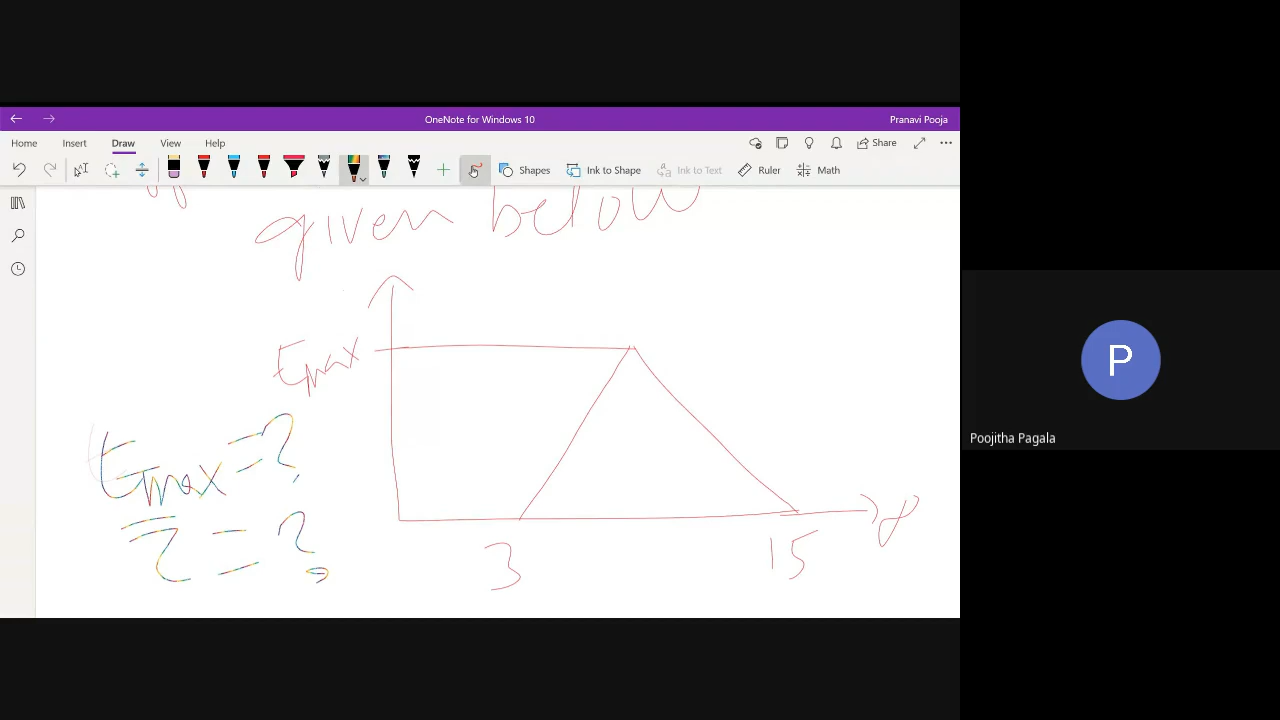 OneNote for Windows 10
Pranavi Pooja
Home Insert Draw View Help
Share
Shapes Ink to Shape Ink to Text Ruler Math
given below
Emax
Emax = ?
= ?
3
15
P
Poojitha Pagala